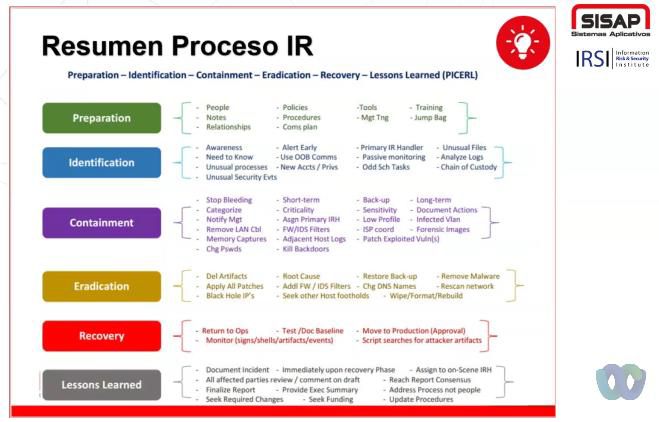 Resumen Proceso IR
SISAP
Sistemas Aplicativos
IRSI Information Risk & Security Institute
Preparation – Identification – Containment – Eradication – Recovery – Lessons Learned (PICERL)
Preparation
- People - Policies -Tools - Training
- Notes - Procedures - Mgt Tng - Jump Bag
- Relationships - Coms plan
Identification
- Awareness - Alert Early - Primary IR Handler - Unusual Files
- Need to Know - Use OOB Comms - Passive monitoring - Analyze Logs
- Unusual processes - New Accts / Privs - Odd Sch Tasks - Chain of Custody
- Unusual Security Evts
Containment
- Stop Bleeding - Short-term - Back-up - Long-term
- Categorize - Criticality - Sensitivity - Document Actions
- Notify Mgt - Asgn Primary IRH - Low Profile - Infected Vlan
- Remove LAN Cbl - FW/IDS Filters - ISP coord - Forensic Images
- Memory Captures - Adjacent Host Logs - Patch Exploited Vuln(s)
- Chg Pswds - Kill Backdoors
Eradication
- Del Artifacts - Root Cause - Restore Back-up - Remove Malware
- Apply All Patches - Addl FW / IDS Filters - Chg DNS Names - Rescan network
- Black Hole IP's - Seek other Host footholds - Wipe/Format/Rebuild
Recovery
- Return to Ops - Test /Doc Baseline - Move to Production (Approval)
- Monitor (signs/shells/artifacts/events) - Script searches for attacker artifacts
Lessons Learned
- Document Incident - Immediately upon recovery Phase - Assign to on-Scene IRH
- All affected parties review / comment on draft - Reach Report Consensus
- Finalize Report - Provide Exec Summary - Address Process not people
- Seek Required Changes - Seek Funding - Update Procedures